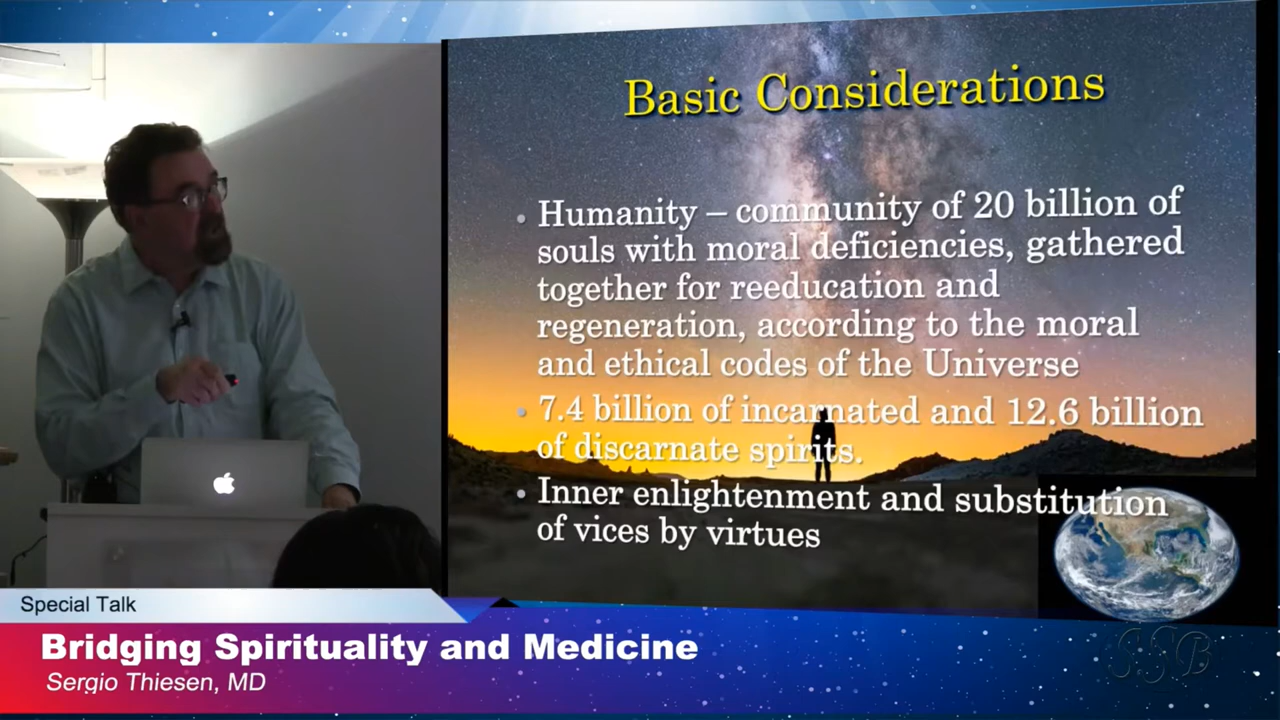 Basic Considerations
• Humanity – community of 20 billion of
souls with moral deficiencies, gathered
together for reeducation and
regeneration, according to the moral
and ethical codes of the Universe
• 7.4 billion of incarnated and 12.6 billion
of discarnate spirits.
• Inner enlightenment and substitution
of vices by virtues
Special Talk
Bridging Spirituality and Medicine
Sergio Thiesen, MD
SSB